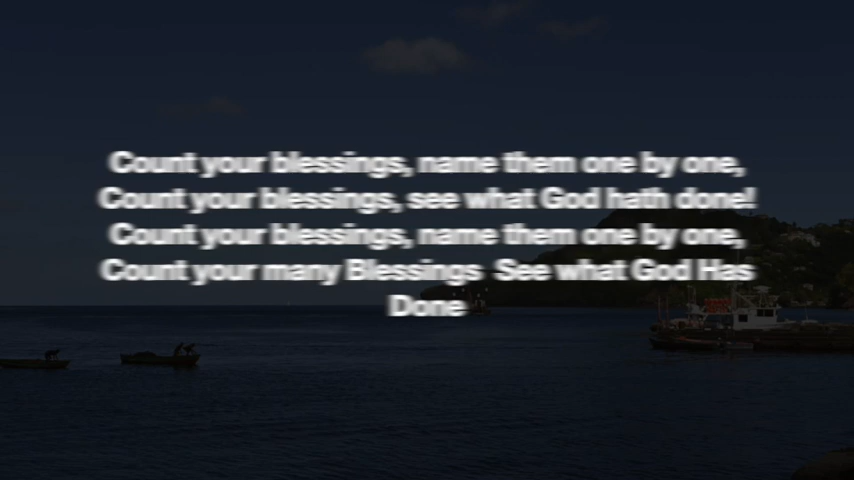 Count your blessings, name them one by one,
Count your blessings, see what God hath done!
Count your blessings, name them one by one,
Count your many Blessings See what God Has
Done